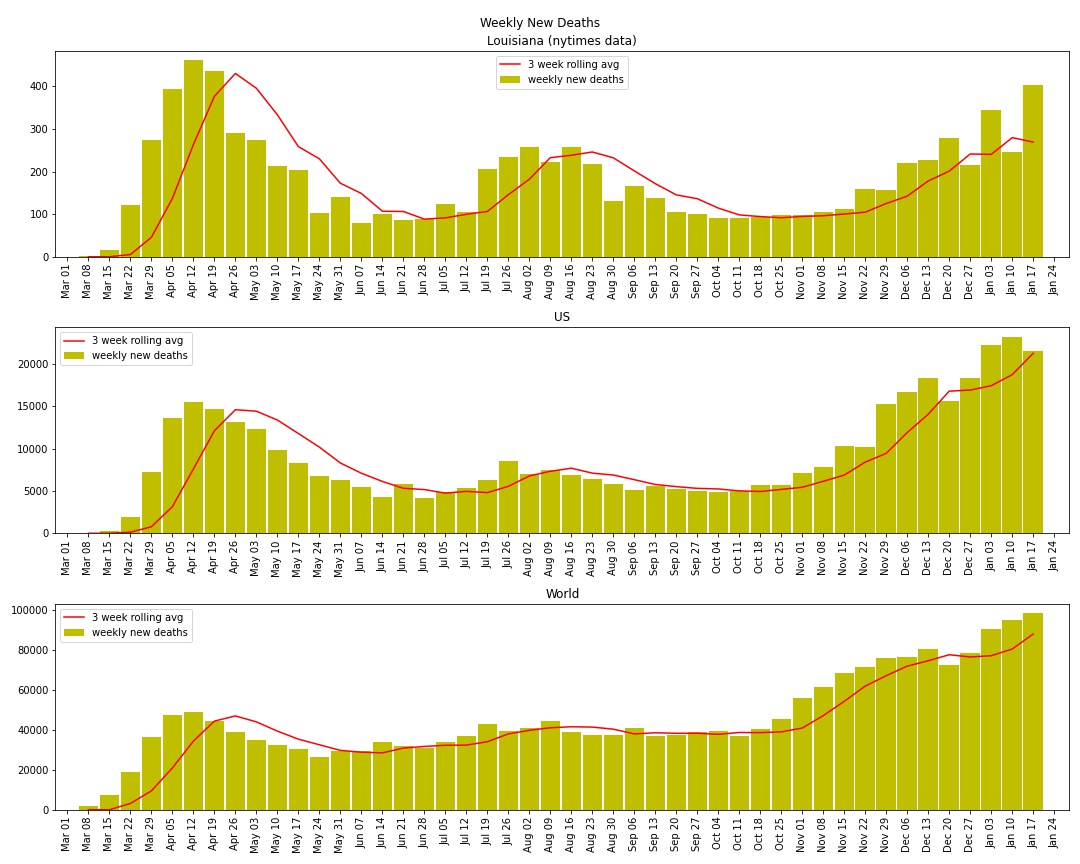 Weekly New Deaths
Louisiana (nytimes data)
3 week rolling avg
weekly new deaths
400
300
200
100
0
Mar 01 Mar 08 Mar 15 Mar 22 Mar 29 Apr 05 Apr 12 Apr 19 Apr 26 May 03 May 10 May 17 May 24 May 31 Jun 07 Jun 14 Jun 21 Jun 28 Jul 05 Jul 12 Jul 19 Jul 26 Aug 02 Aug 09 Aug 16 Aug 23 Aug 30 Sep 06 Sep 13 Sep 20 Sep 27 Oct 04 Oct 11 Oct 18 Oct 25 Nov 01 Nov 08 Nov 15 Nov 22 Nov 29 Dec 06 Dec 13 Dec 20 Dec 27 Jan 03 Jan 10 Jan 17 Jan 24
US
3 week rolling avg
weekly new deaths
20000
15000
10000
5000
0
Mar 01 Mar 08 Mar 15 Mar 22 Mar 29 Apr 05 Apr 12 Apr 19 Apr 26 May 03 May 10 May 17 May 24 May 31 Jun 07 Jun 14 Jun 21 Jun 28 Jul 05 Jul 12 Jul 19 Jul 26 Aug 02 Aug 09 Aug 16 Aug 23 Aug 30 Sep 06 Sep 13 Sep 20 Sep 27 Oct 04 Oct 11 Oct 18 Oct 25 Nov 01 Nov 08 Nov 15 Nov 22 Nov 29 Dec 06 Dec 13 Dec 20 Dec 27 Jan 03 Jan 10 Jan 17 Jan 24
World
3 week rolling avg
weekly new deaths
100000
80000
60000
40000
20000
0
Mar 01 Mar 08 Mar 15 Mar 22 Mar 29 Apr 05 Apr 12 Apr 19 Apr 26 May 03 May 10 May 17 May 24 May 31 Jun 07 Jun 14 Jun 21 Jun 28 Jul 05 Jul 12 Jul 19 Jul 26 Aug 02 Aug 09 Aug 16 Aug 23 Aug 30 Sep 06 Sep 13 Sep 20 Sep 27 Oct 04 Oct 11 Oct 18 Oct 25 Nov 01 Nov 08 Nov 15 Nov 22 Nov 29 Dec 06 Dec 13 Dec 20 Dec 27 Jan 03 Jan 10 Jan 17 Jan 24